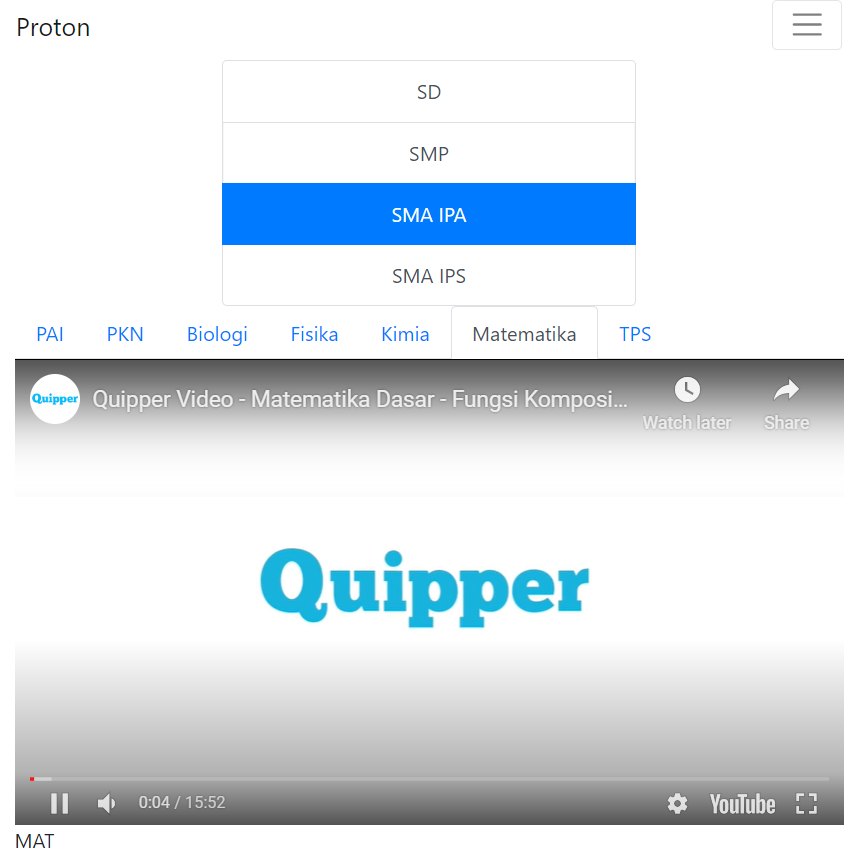 Proton
SD
SMP
SMA IPA
SMA IPS
PAI PKN Biologi Fisika Kimia Matematika TPS
Quipper Quipper Video - Matematika Dasar - Fungsi Komposi... Watch later Share
Quipper
0:04 / 15:52 YouTube
MAT